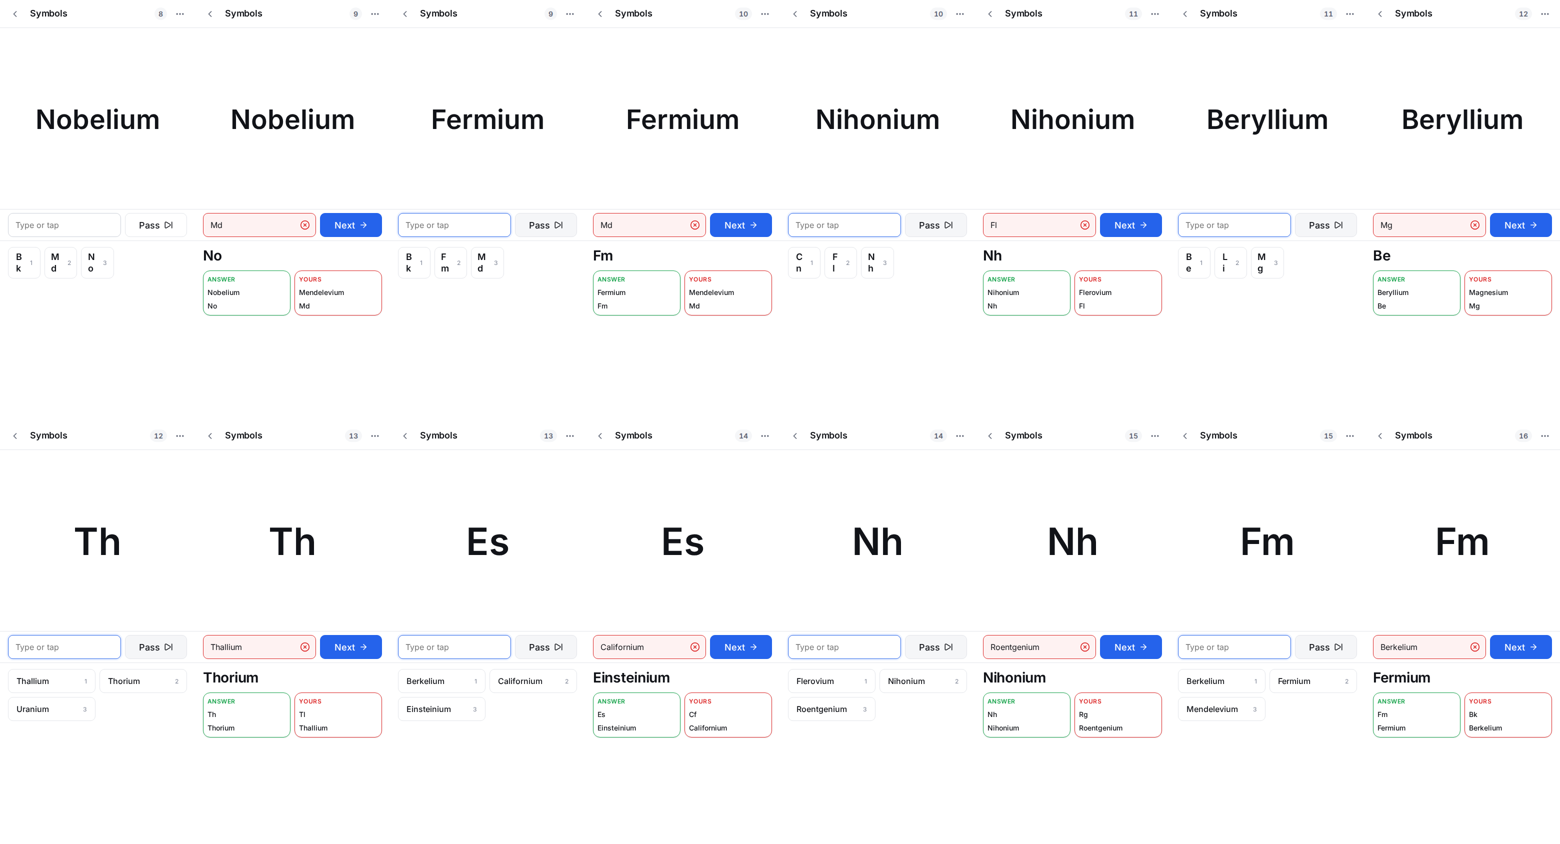 Symbols 8
Nobelium
Type or tap Pass
B
k 1
M
d 2
N
o 3
Symbols 9
Nobelium
Md Next
No
ANSWER
Nobelium
No
YOURS
Mendelevium
Md
Symbols 9
Fermium
Type or tap Pass
B
k 1
F
m 2
M
d 3
Symbols 10
Fermium
Md Next
Fm
ANSWER
Fermium
Fm
YOURS
Mendelevium
Md
Symbols 10
Nihonium
Type or tap Pass
C
n 1
F
l 2
N
h 3
Symbols 11
Nihonium
Fl Next
Nh
ANSWER
Nihonium
Nh
YOURS
Flerovium
Fl
Symbols 11
Beryllium
Type or tap Pass
B
e 1
L
i 2
M
g 3
Symbols 12
Beryllium
Mg Next
Be
ANSWER
Beryllium
Be
YOURS
Magnesium
Mg
Symbols 12
Th
Type or tap Pass
Thallium 1
Thorium 2
Uranium 3
Symbols 13
Th
Thallium Next
Thorium
ANSWER
Th
Thorium
YOURS
Tl
Thallium
Symbols 13
Es
Type or tap Pass
Berkelium 1
Californium 2
Einsteinium 3
Symbols 14
Es
Californium Next
Einsteinium
ANSWER
Es
Einsteinium
YOURS
Cf
Californium
Symbols 14
Nh
Type or tap Pass
Flerovium 1
Nihonium 2
Roentgenium 3
Symbols 15
Nh
Roentgenium Next
Nihonium
ANSWER
Nh
Nihonium
YOURS
Rg
Roentgenium
Symbols 15
Fm
Type or tap Pass
Berkelium 1
Fermium 2
Mendelevium 3
Symbols 16
Fm
Berkelium Next
Fermium
ANSWER
Fm
Fermium
YOURS
Bk
Berkelium